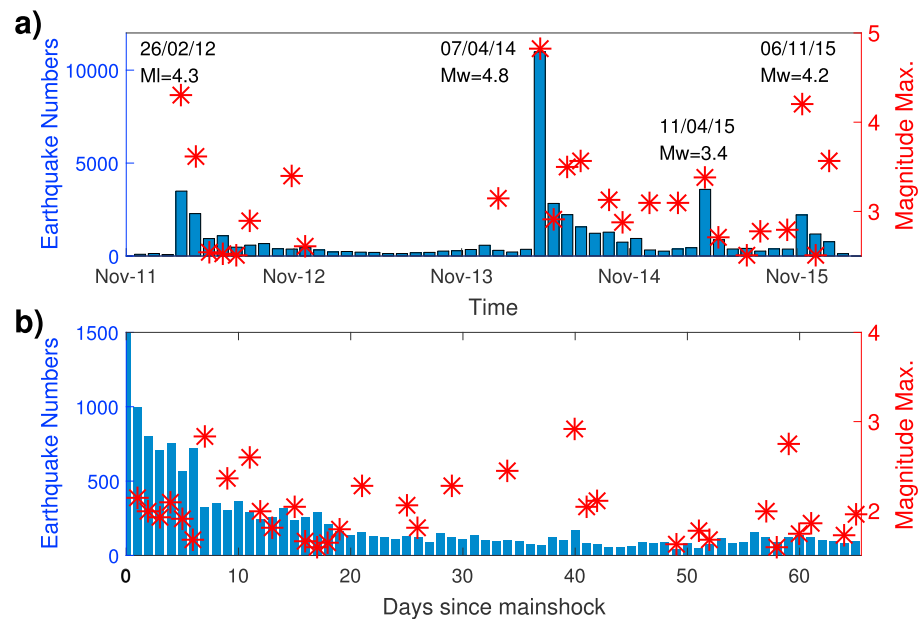 a)
26/02/12
Ml=4.3
07/04/14
Mw=4.8
11/04/15
Mw=3.4
06/11/15
Mw=4.2
Earthquake Numbers
10000
5000
0
Magnitude Max.
5
4
3
2
Nov-11
Nov-12
Nov-13
Nov-14
Nov-15
Time
b)
Earthquake Numbers
1500
1000
500
0
Magnitude Max.
4
3
2
0
10
20
30
40
50
60
Days since mainshock